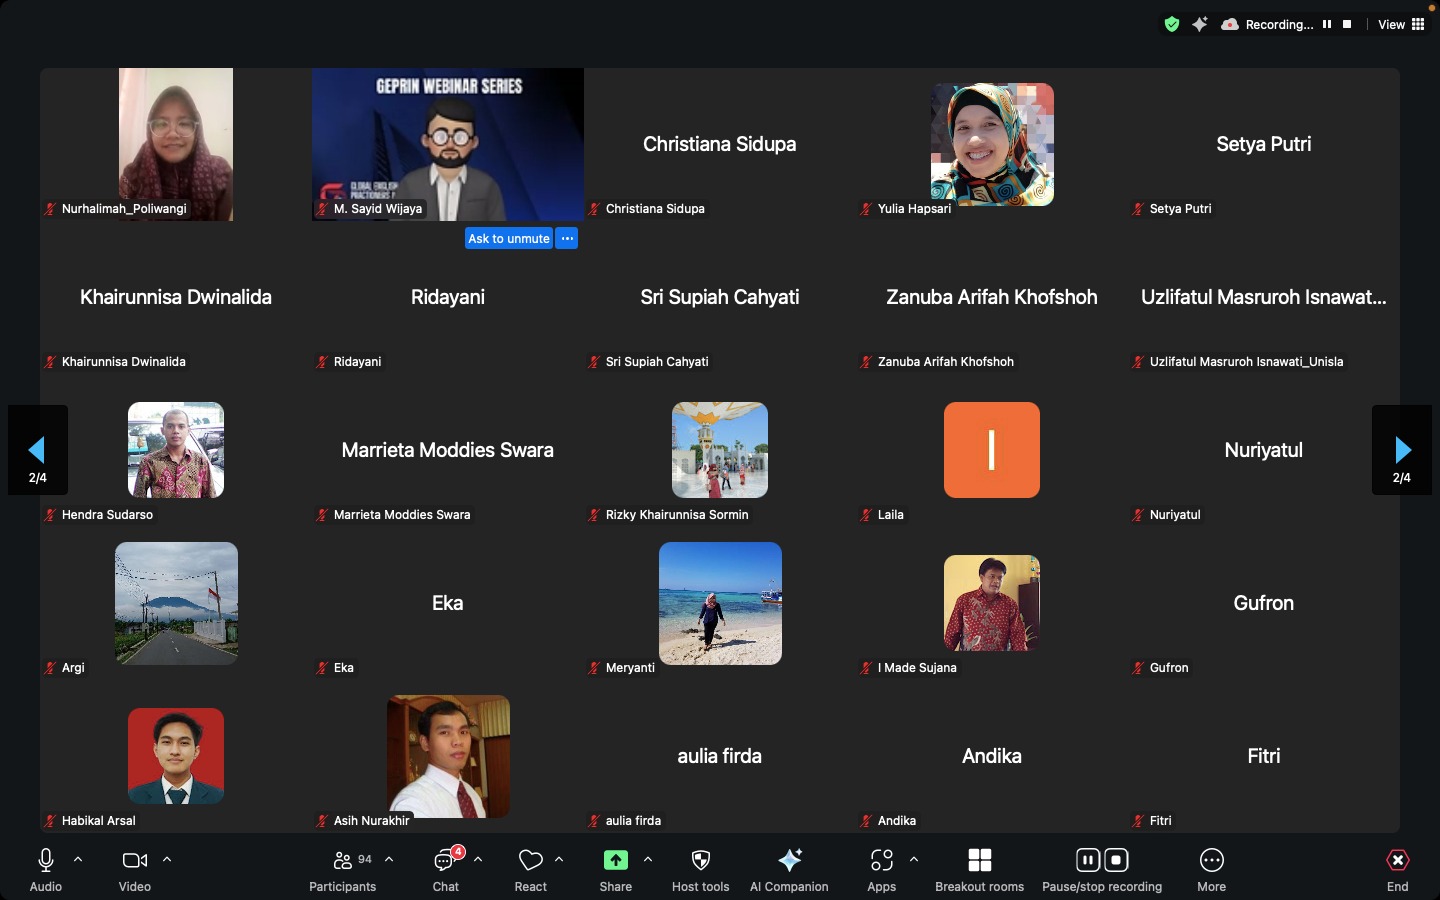 Recording...
View
Nurhalimah_Poliwangi
GEPRIN WEBINAR SERIES
GLOBAL ENGLISH
PRACTITIONERS
M. Sayid Wijaya
Ask to unmute
Christiana Sidupa
Christiana Sidupa
Yulia Hapsari
Setya Putri
Setya Putri
Khairunnisa Dwinalida
Khairunnisa Dwinalida
Ridayani
Ridayani
Sri Supiah Cahyati
Sri Supiah Cahyati
Zanuba Arifah Khofshoh
Zanuba Arifah Khofshoh
Uzlifatul Masruroh Isnawat...
Uzlifatul Masruroh Isnawati_Unisla
2/4
Hendra Sudarso
Marrieta Moddies Swara
Marrieta Moddies Swara
Rizky Khairunnisa Sormin
l
Laila
Nuriyatul
Nuriyatul
2/4
Argi
Eka
Eka
Meryanti
I Made Sujana
Gufron
Gufron
Habikal Arsal
Asih Nurakhir
aulia firda
aulia firda
Andika
Andika
Fitri
Fitri
Audio
Video
94
Participants
4
Chat
React
Share
Host tools
AI Companion
Apps
Breakout rooms
Pause/stop recording
More
End